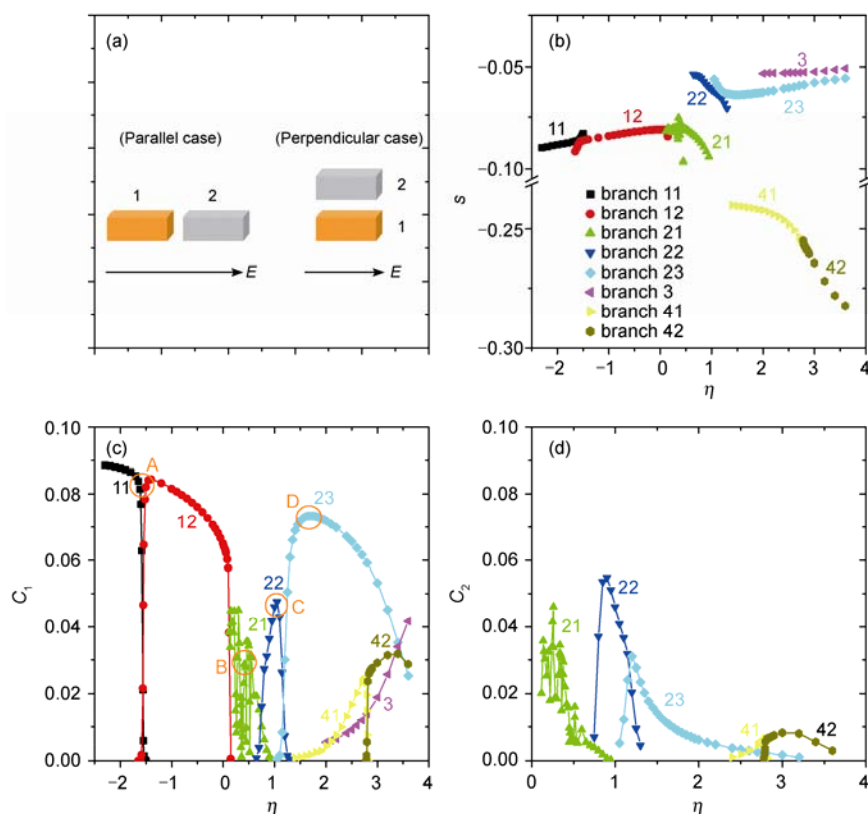 (a)
(Parallel case)
(Perpendicular case)
1
2
2
1
E
E
(b)
3
22
23
11
12
21
41
42
branch 11
branch 12
branch 21
branch 22
branch 23
branch 3
branch 41
branch 42
−0.05
−0.10
−0.25
−0.30
s
−2 −1 0 1 2 3 4
η
(c)
A
D
23
11
12
22
C
21
B
42
41
3
0.10
0.08
0.06
0.04
0.02
0
C1
−2 −1 0 1 2 3 4
η
(d)
22
21
23
41
42
0.10
0.08
0.06
0.04
0.02
0.00
C2
0 1 2 3 4
η